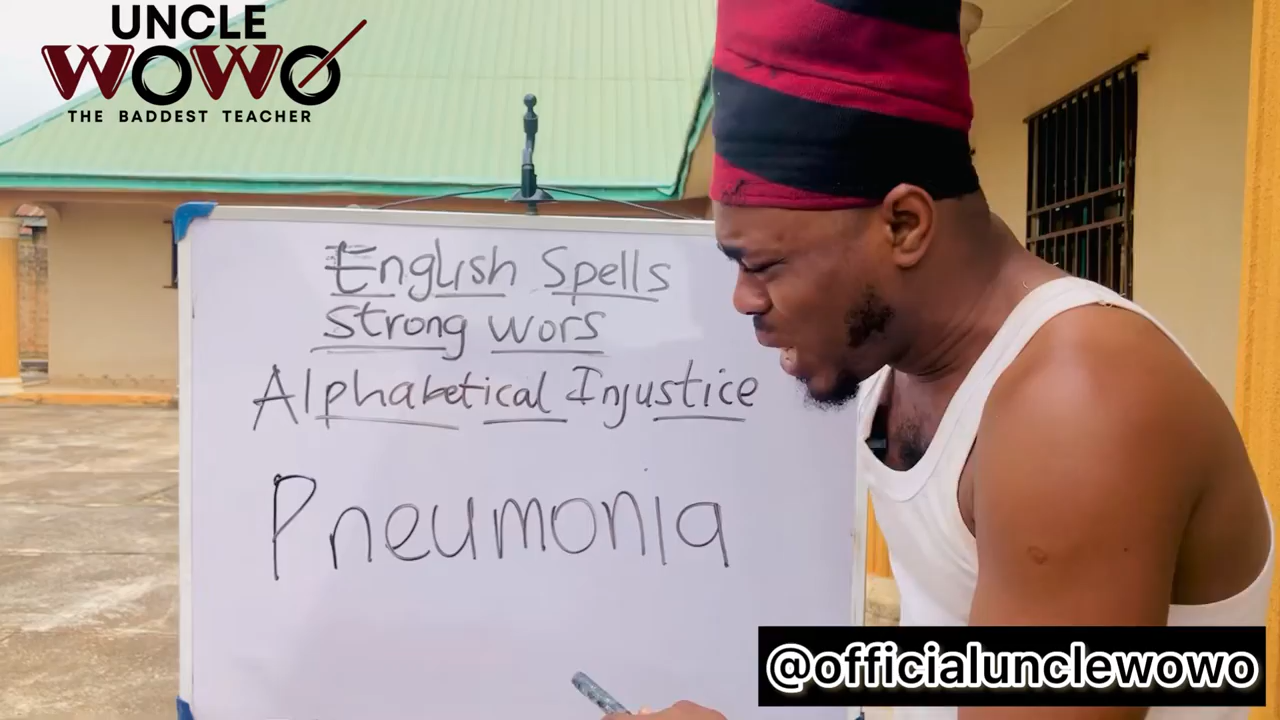 UNCLE
WOWO
THE BADDEST TEACHER
English Spells
strong wors
Alphabetical Injustice
Pneumonia
@officialunclewowo